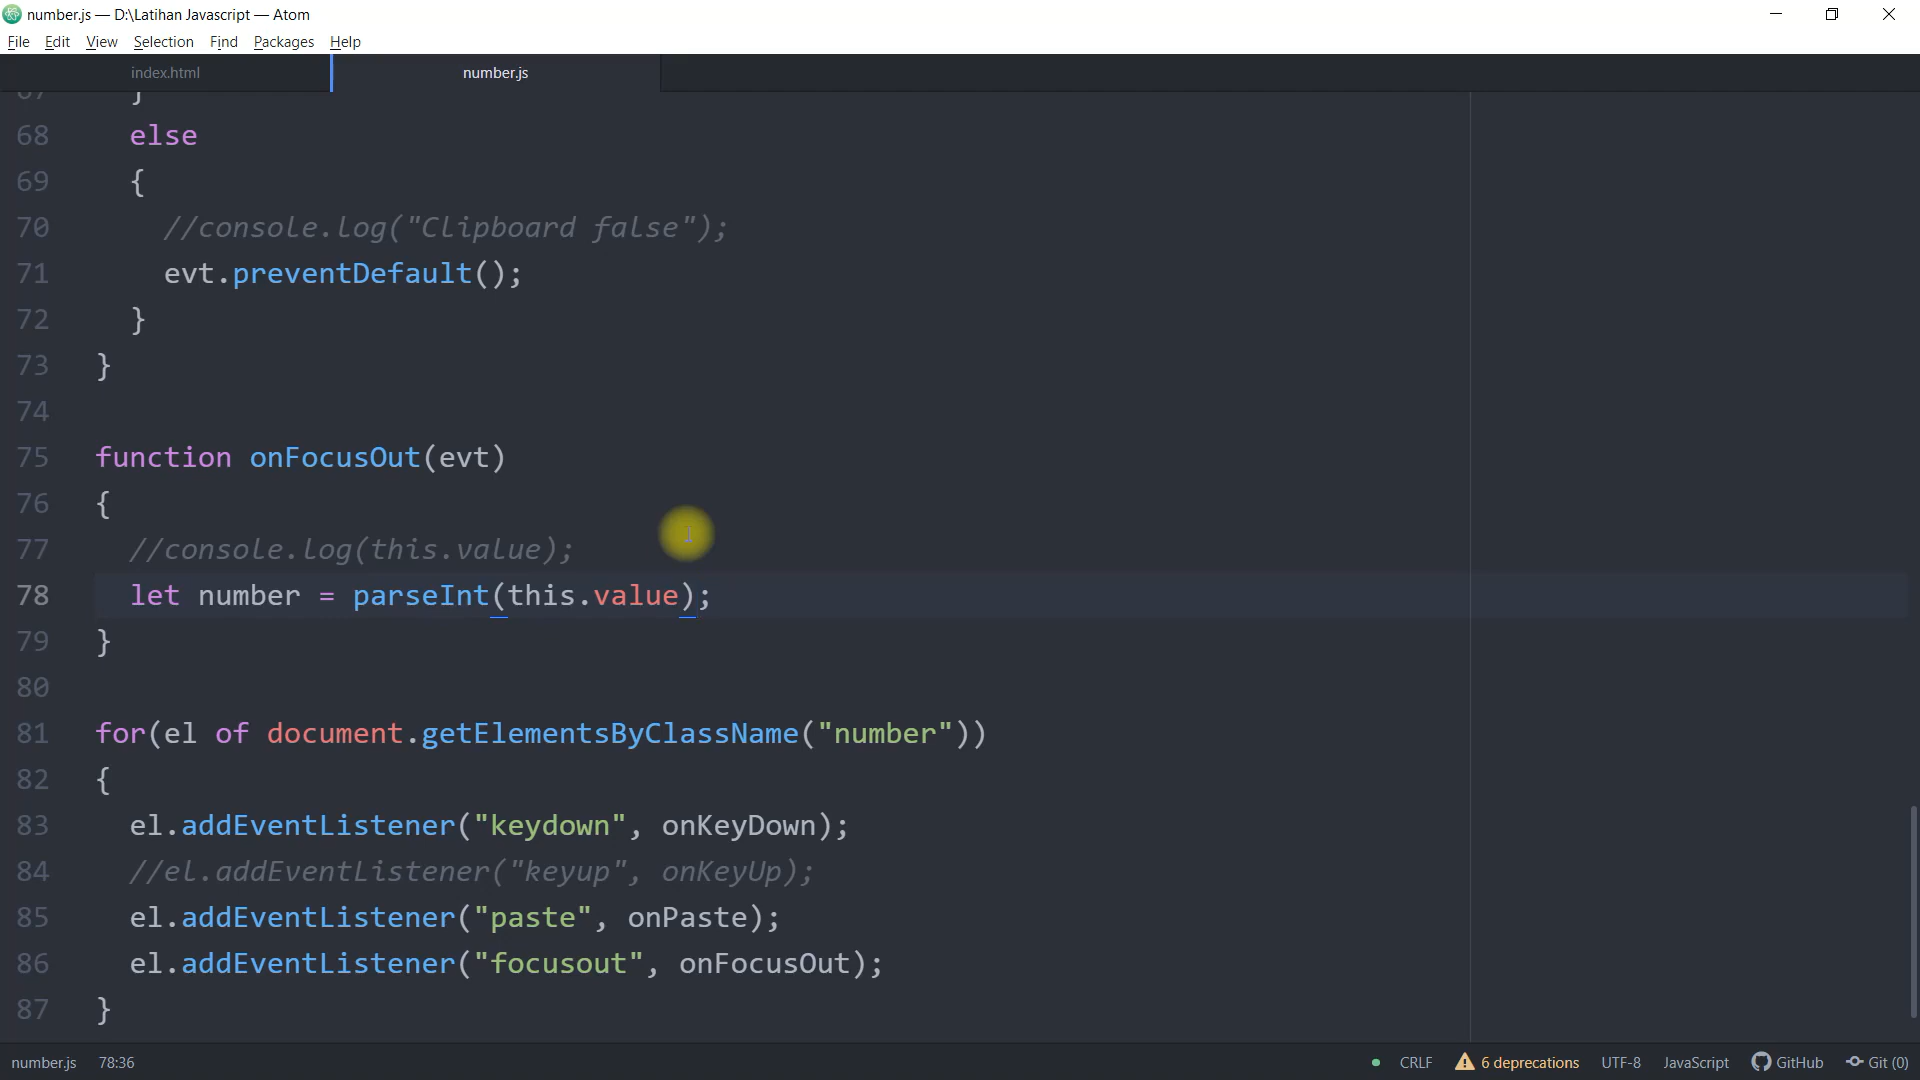 number.js — D:\Latihan Javascript — Atom
File Edit View Selection Find Packages Help
index.html number.js
67 }
68 else
69 {
70 //console.log("Clipboard false");
71 evt.preventDefault();
72 }
73 }
74
75 function onFocusOut(evt)
76 {
77 //console.log(this.value);
78 let number = parseInt(this.value);
79 }
80
81 for(el of document.getElementsByClassName("number"))
82 {
83 el.addEventListener("keydown", onKeyDown);
84 //el.addEventListener("keyup", onKeyUp);
85 el.addEventListener("paste", onPaste);
86 el.addEventListener("focusout", onFocusOut);
87 }
number.js 78:36 CRLF 6 deprecations UTF-8 JavaScript GitHub Git (0)